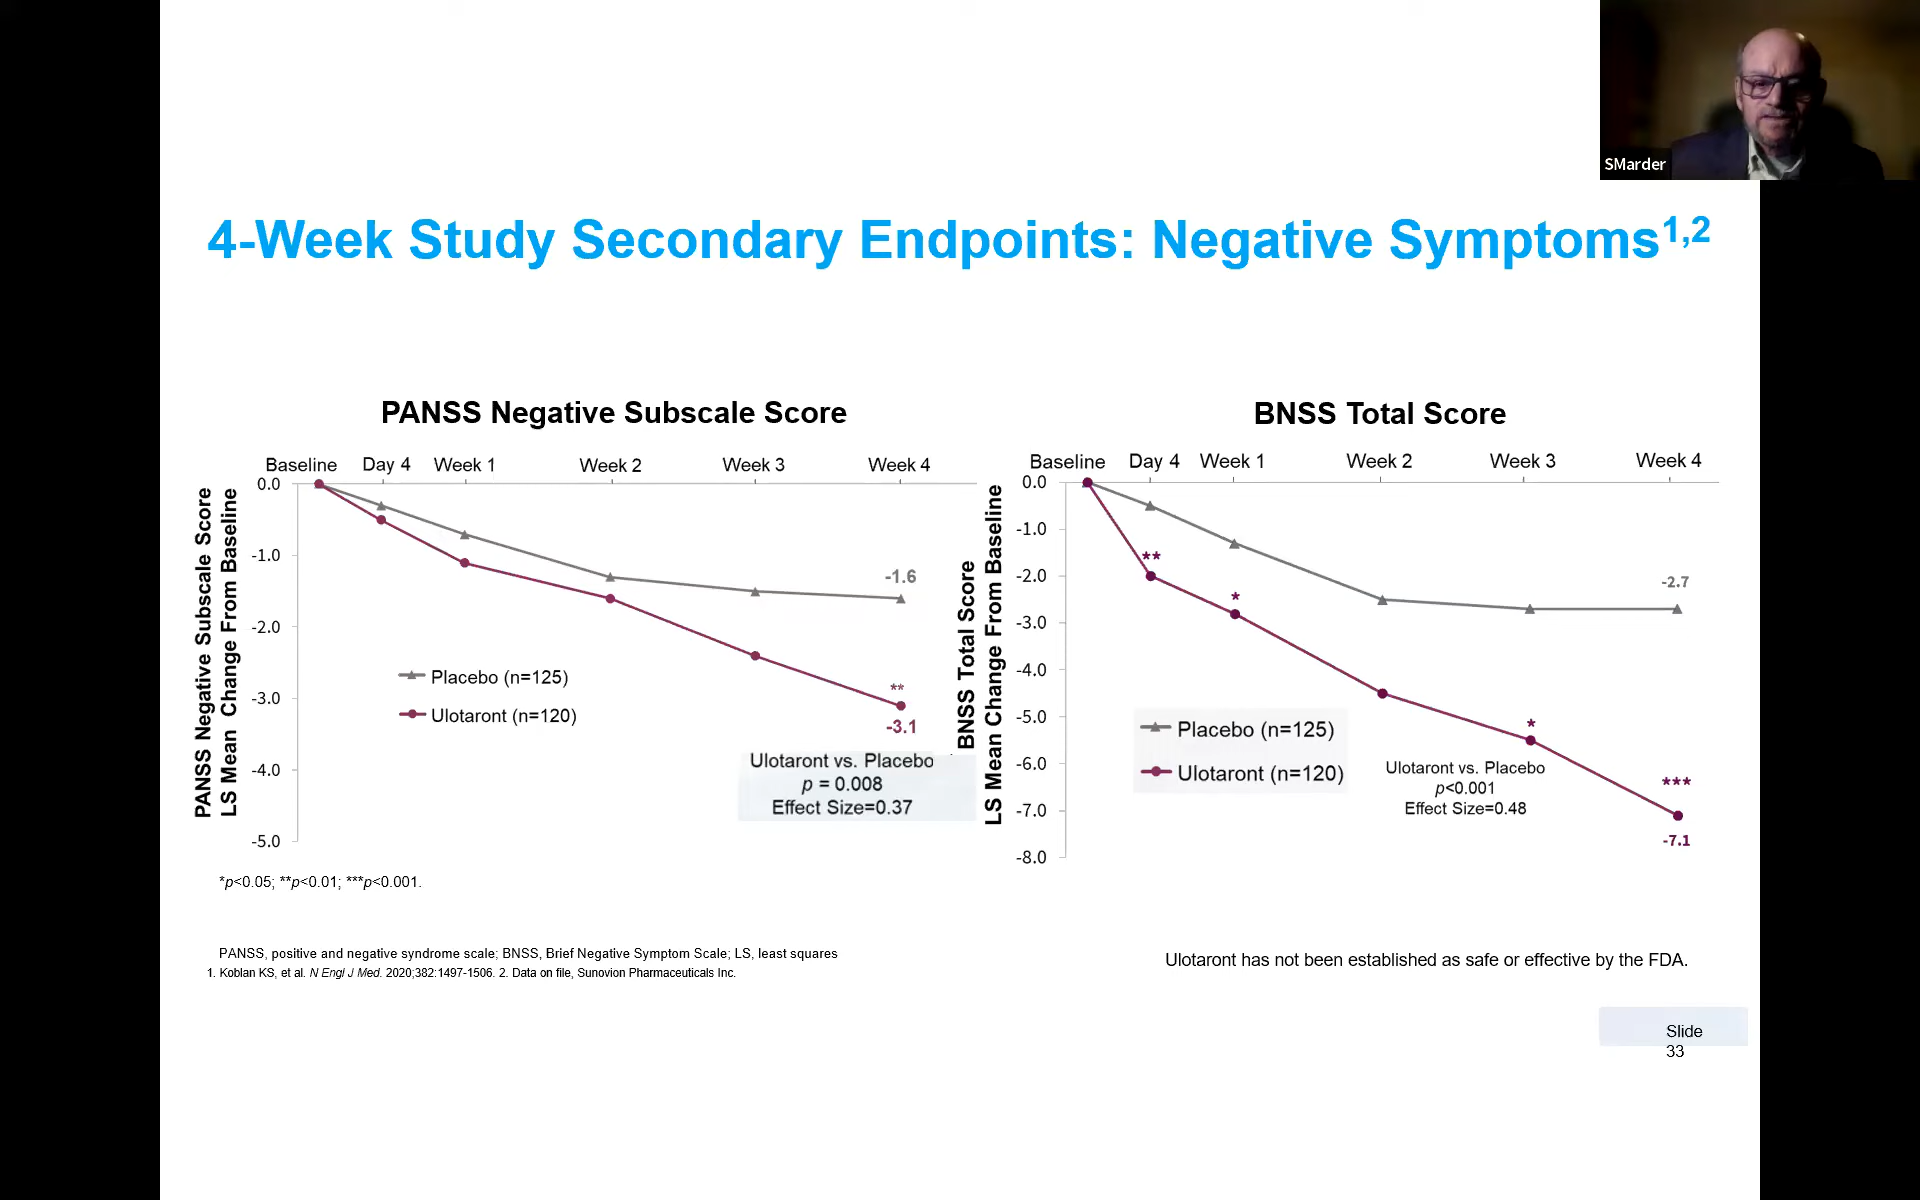 SMarder
4-Week Study Secondary Endpoints: Negative Symptoms1,2
PANSS Negative Subscale Score
Baseline Day 4 Week 1 Week 2 Week 3 Week 4
PANSS Negative Subscale Score
LS Mean Change From Baseline
0.0
-1.0
-2.0
-3.0
-4.0
-5.0
-1.6
Placebo (n=125)
Ulotaront (n=120)
**
-3.1
Ulotaront vs. Placebo
p = 0.008
Effect Size=0.37
BNSS Total Score
Baseline Day 4 Week 1 Week 2 Week 3 Week 4
BNSS Total Score
LS Mean Change From Baseline
0.0
-1.0
-2.0
-3.0
-4.0
-5.0
-6.0
-7.0
-8.0
**
*
-2.7
*
Placebo (n=125)
Ulotaront (n=120)
Ulotaront vs. Placebo
p<0.001
Effect Size=0.48
***
-7.1
*p<0.05; **p<0.01; ***p<0.001.
PANSS, positive and negative syndrome scale; BNSS, Brief Negative Symptom Scale; LS, least squares
1. Koblan KS, et al. N Engl J Med. 2020;382:1497-1506. 2. Data on file, Sunovion Pharmaceuticals Inc.
Ulotaront has not been established as safe or effective by the FDA.
Slide
33